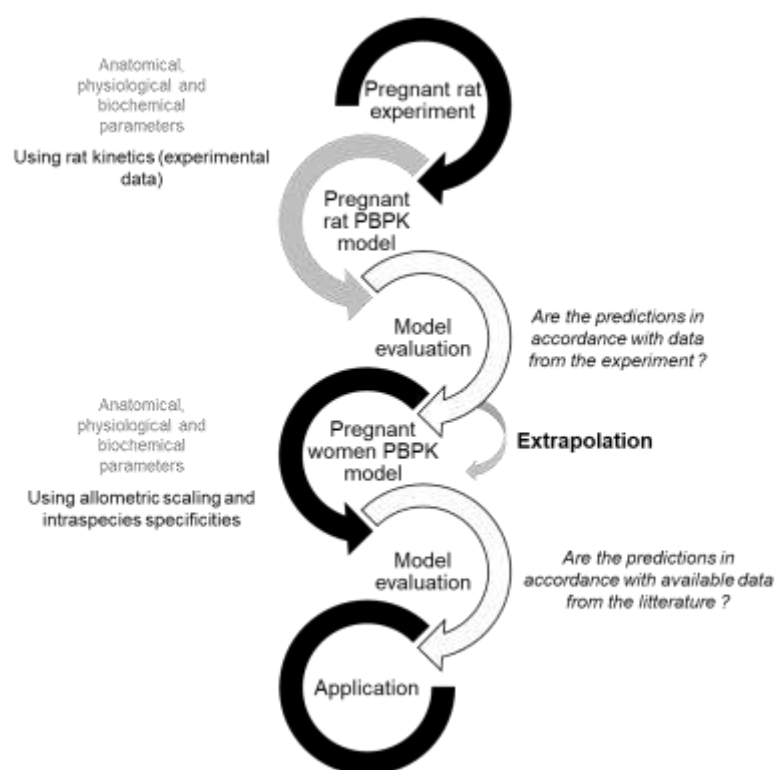 Pregnant rat
experiment
Anatomical,
physiological and
biochemical
parameters
Using rat kinetics (experimental
data)
Pregnant
rat PBPK
model
Model
evaluation
Are the predictions in
accordance with data
from the experiment ?
Extrapolation
Anatomical,
physiological and
biochemical
parameters
Using allometric scaling and
intraspecies specificities
Pregnant
women PBPK
model
Model
evaluation
Are the predictions in
accordance with available data
from the litterature ?
Application